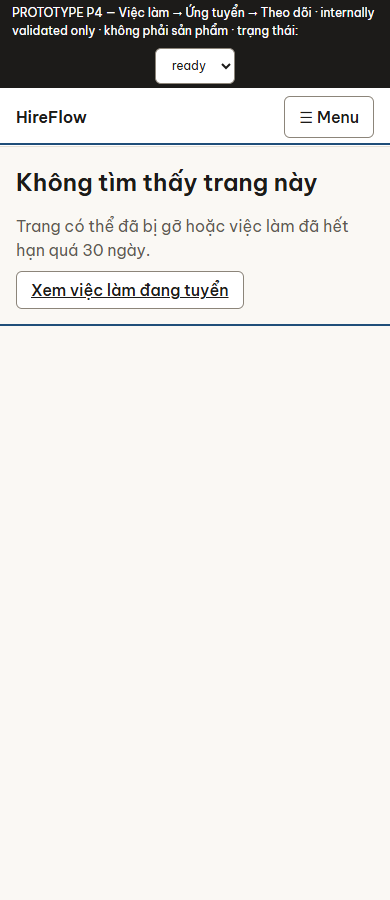 PROTOTYPE P4 — Việc làm → Ứng tuyển → Theo dõi · internally
validated only · không phải sản phẩm · trạng thái:
ready
HireFlow
☰ Menu
Không tìm thấy trang này
Trang có thể đã bị gỡ hoặc việc làm đã hết
hạn quá 30 ngày.
Xem việc làm đang tuyển